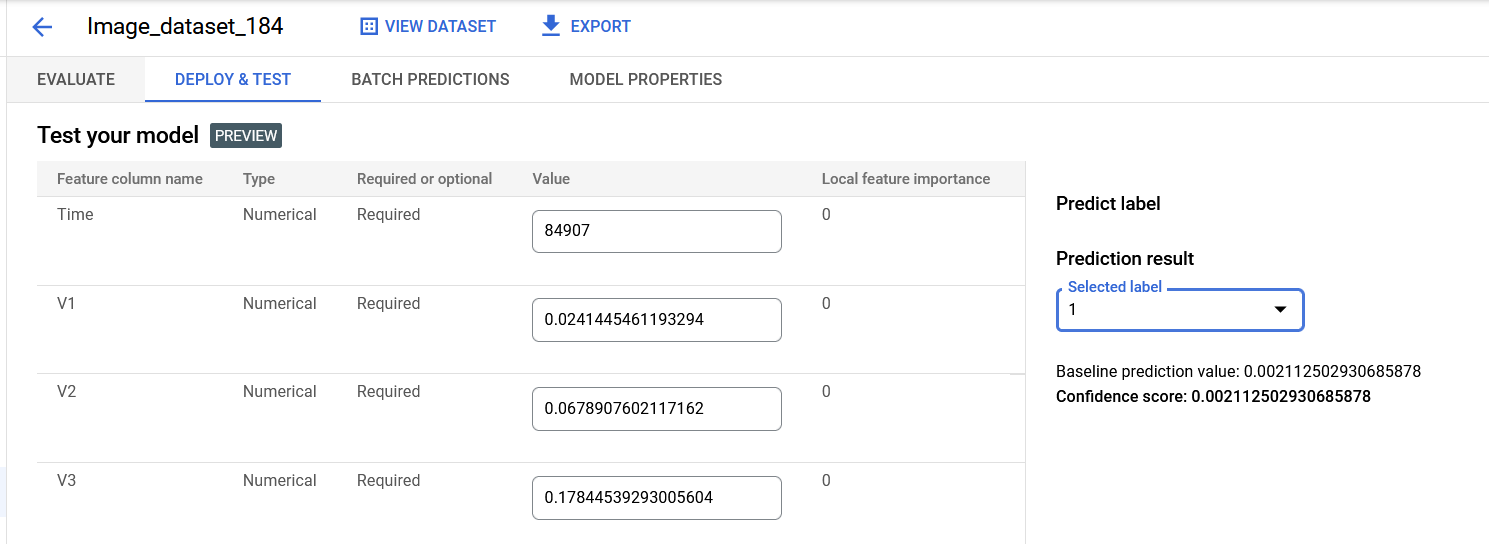 Image_dataset_184 VIEW DATASET EXPORT
EVALUATE DEPLOY & TEST BATCH PREDICTIONS MODEL PROPERTIES
Test your model PREVIEW
Feature column name Type Required or optional Value Local feature importance
Time Numerical Required 84907 0
V1 Numerical Required 0.0241445461193294 0
V2 Numerical Required 0.0678907602117162 0
V3 Numerical Required 0.17844539293005604 0
Predict label
Prediction result
Selected label
1
Baseline prediction value: 0.002112502930685878
Confidence score: 0.002112502930685878